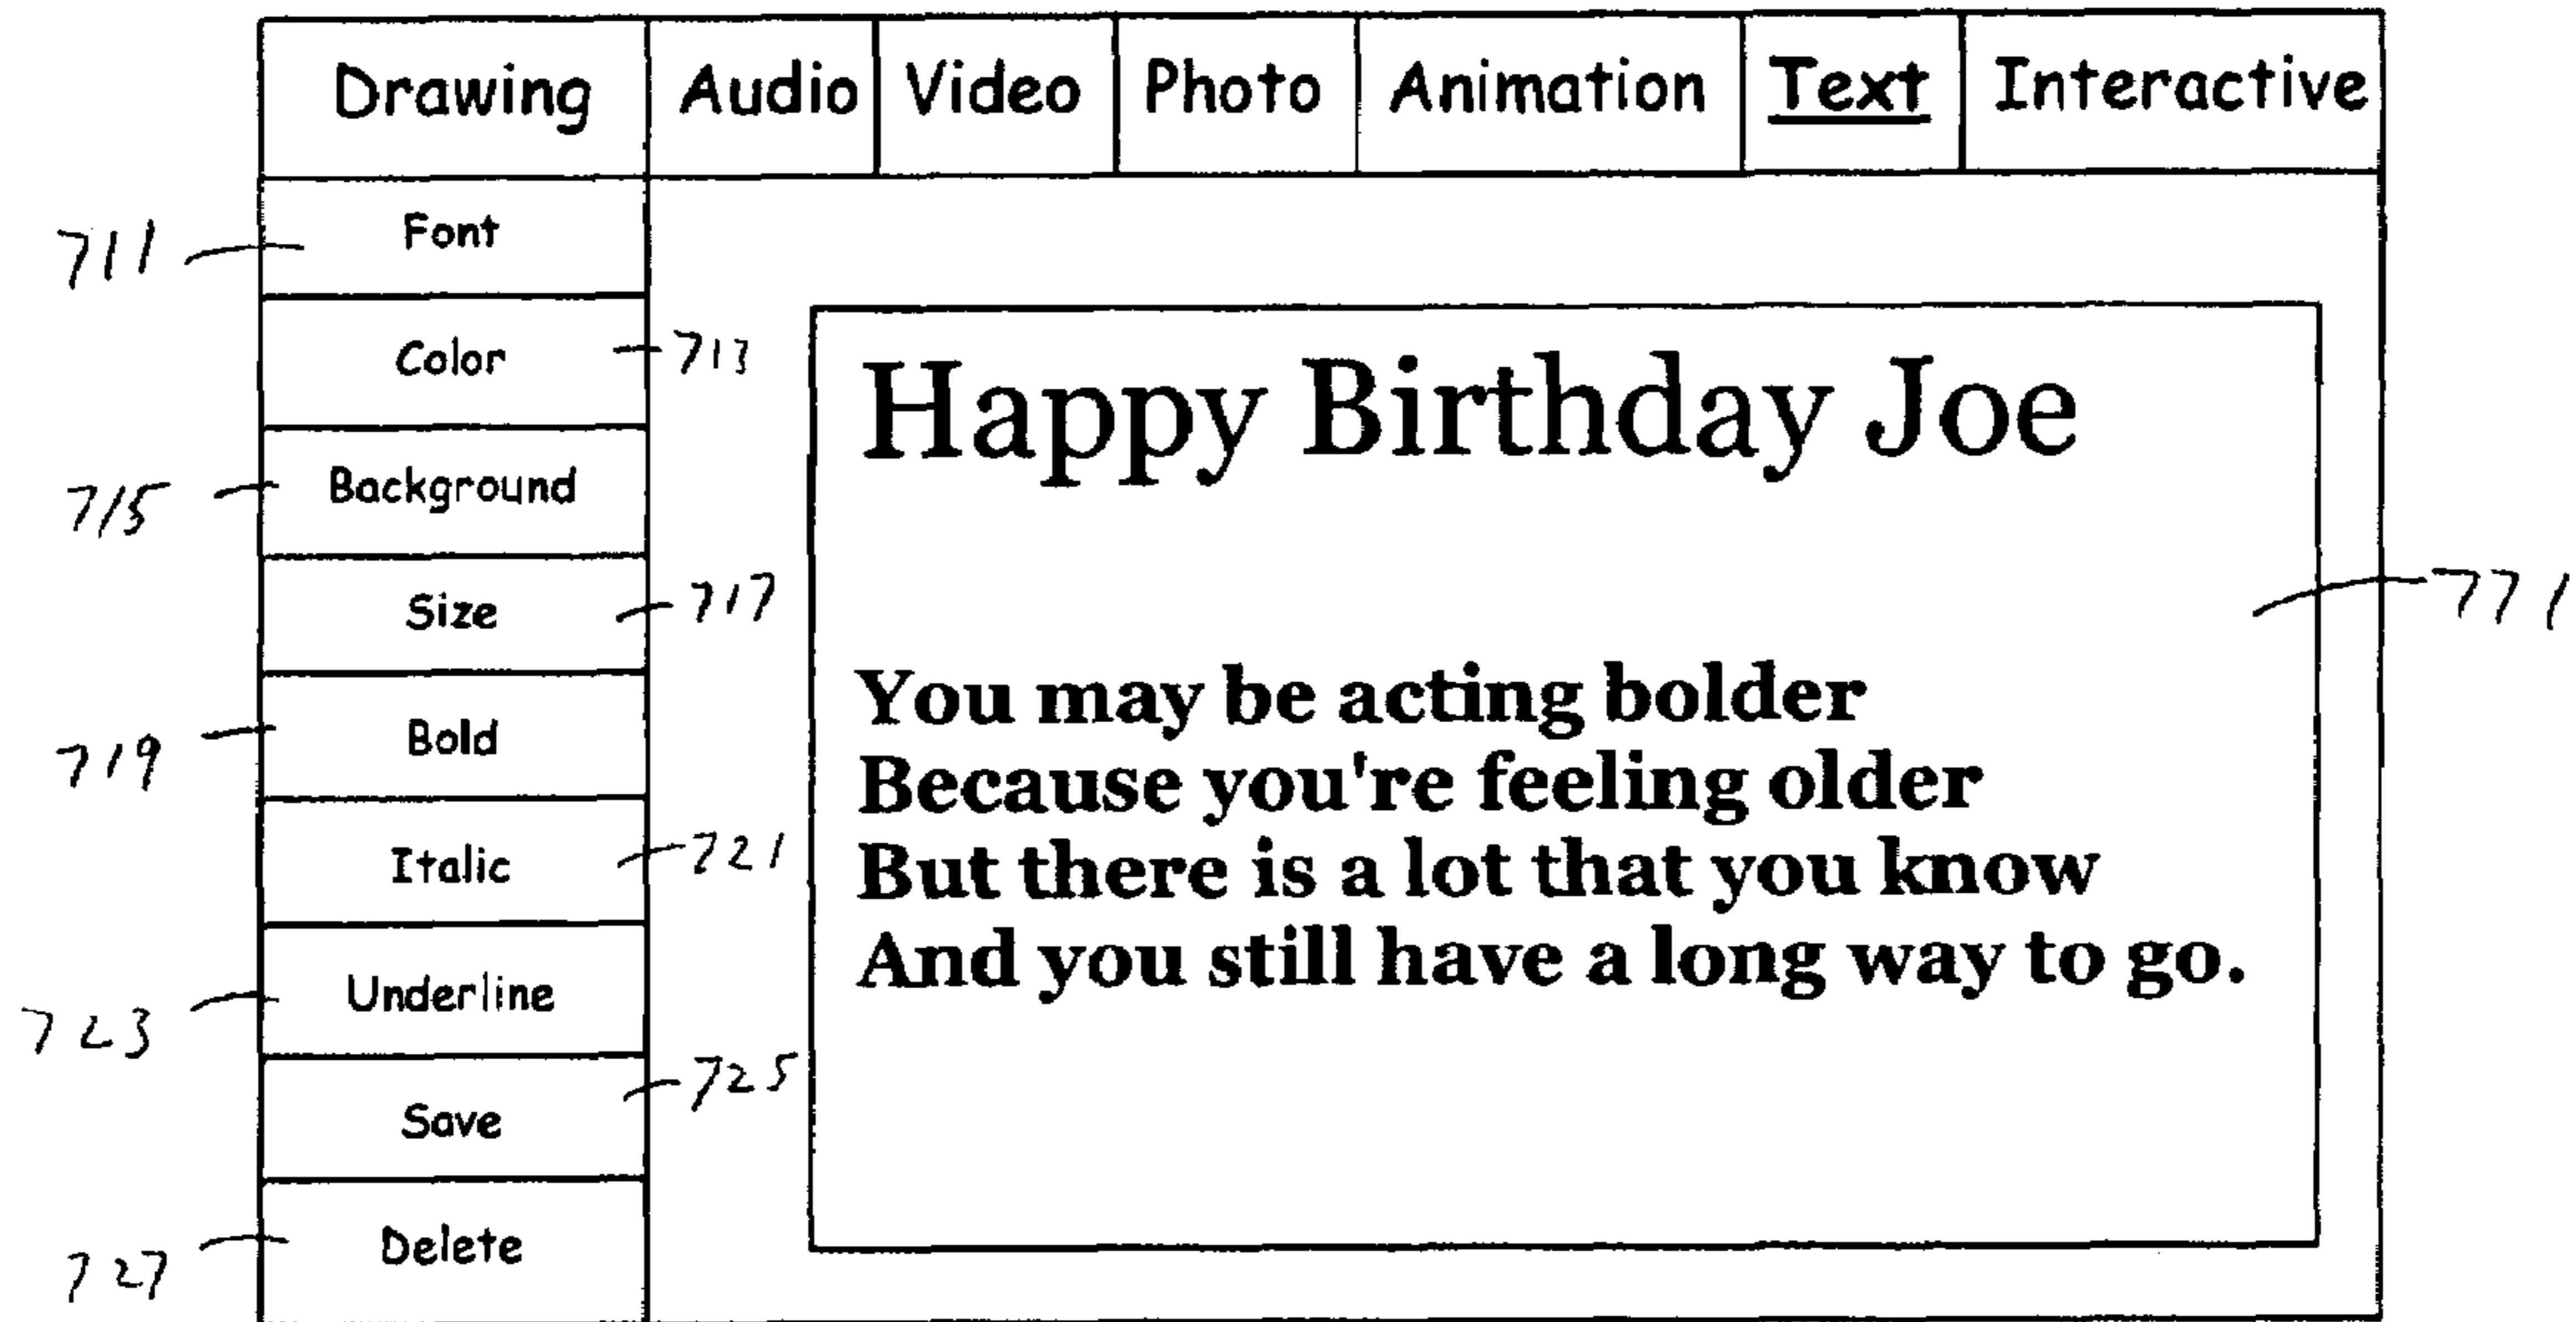 Drawing Audio Video Photo Animation Text Interactive
711 Font
Color 713
715 Background
Size 717
719 Bold
Italic 721
723 Underline
Save 725
727 Delete
Happy Birthday Joe
771
You may be acting bolder
Because you're feeling older
But there is a lot that you know
And you still have a long way to go.